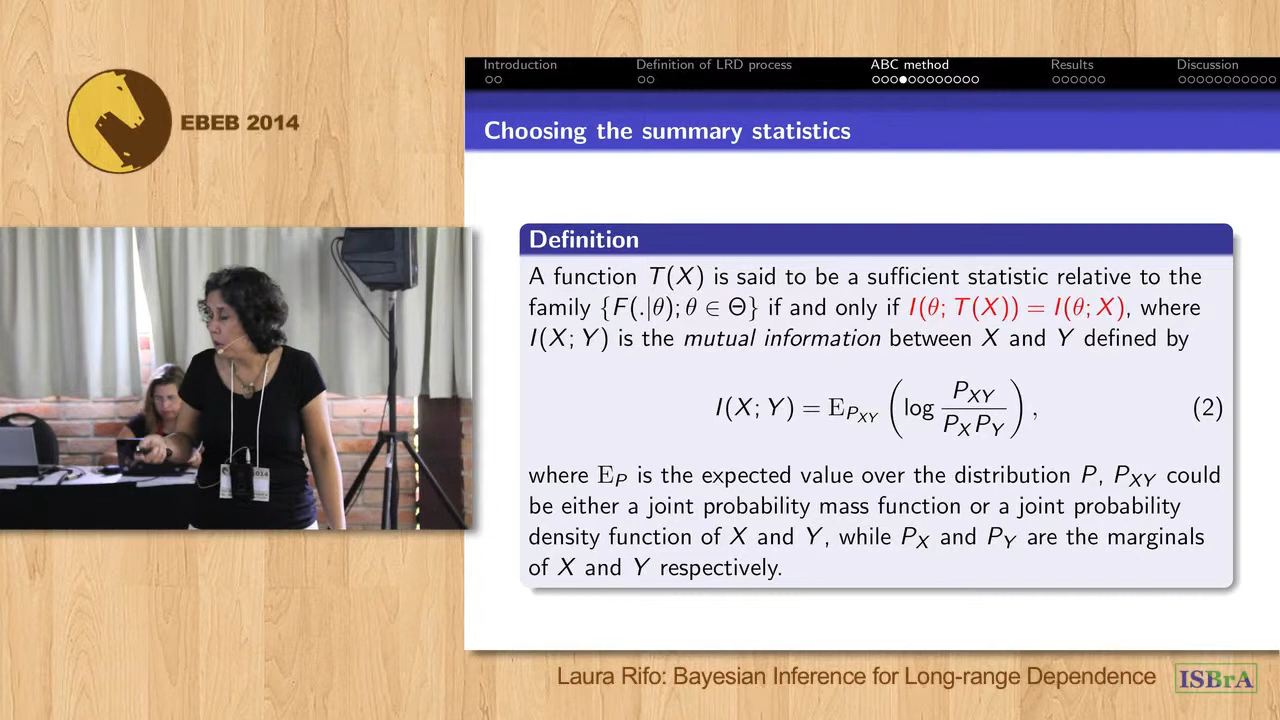 EBEB 2014
Introduction
Definition of LRD process
ABC method
Results
Discussion
Choosing the summary statistics
Definition
A function T(X) is said to be a sufficient statistic relative to the
family {F(.|θ); θ ∈ Θ} if and only if I(θ; T(X)) = I(θ; X), where
I(X; Y) is the mutual information between X and Y defined by
I(X; Y) = E_{P_{XY}} ( log P_{XY} / P_X P_Y ) , (2)
where E_P is the expected value over the distribution P, P_{XY} could
be either a joint probability mass function or a joint probability
density function of X and Y, while P_X and P_Y are the marginals
of X and Y respectively.
Laura Rifo: Bayesian Inference for Long-range Dependence
ISBrA